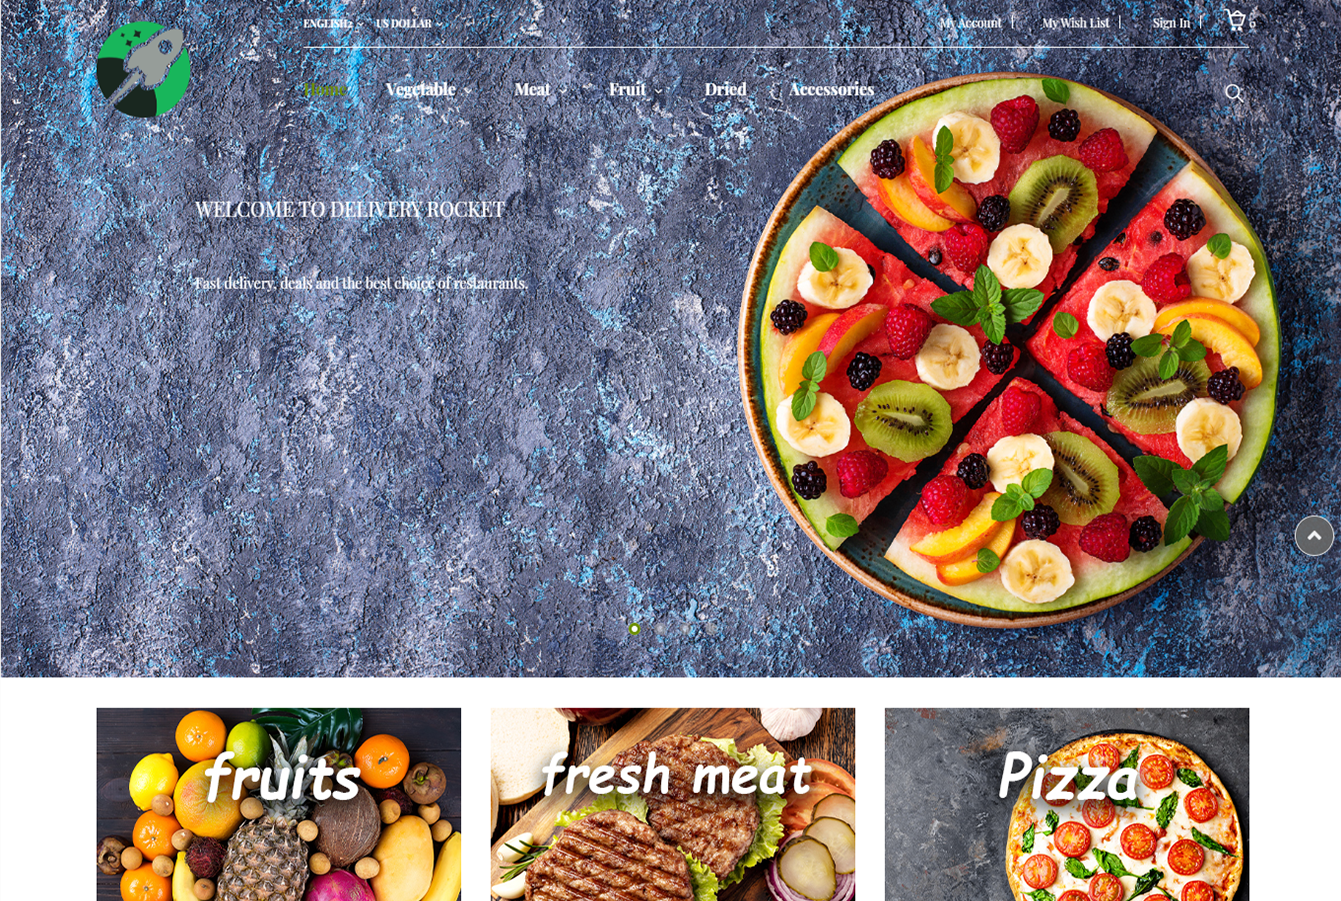 ENGLISH2 US DOLLAR My Account My Wish List Sign In 0
Home Vegetable Meat Fruit Dried Accessories
WELCOME TO DELIVERY ROCKET
Fast delivery, deals and the best choice of restaurants.
fruits fresh meat Pizza